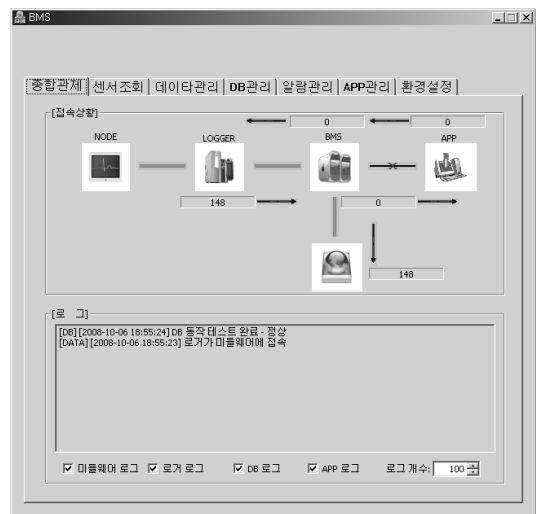 BMS
종합관제 센서조회 데이타관리 DB관리 알람관리 APP관리 환경설정
[접속상황]
0 0
NODE LOGGER BMS APP
148 0
148
[로 그]
[DB][2008-10-06 18:55:24] DB 동작 테스트 완료 - 정상
[DATA][2008-10-06 18:55:23] 로거가 미들웨어에 접속
미들웨어 로그 로거 로그 DB 로그 APP 로그 로그 개수: 100